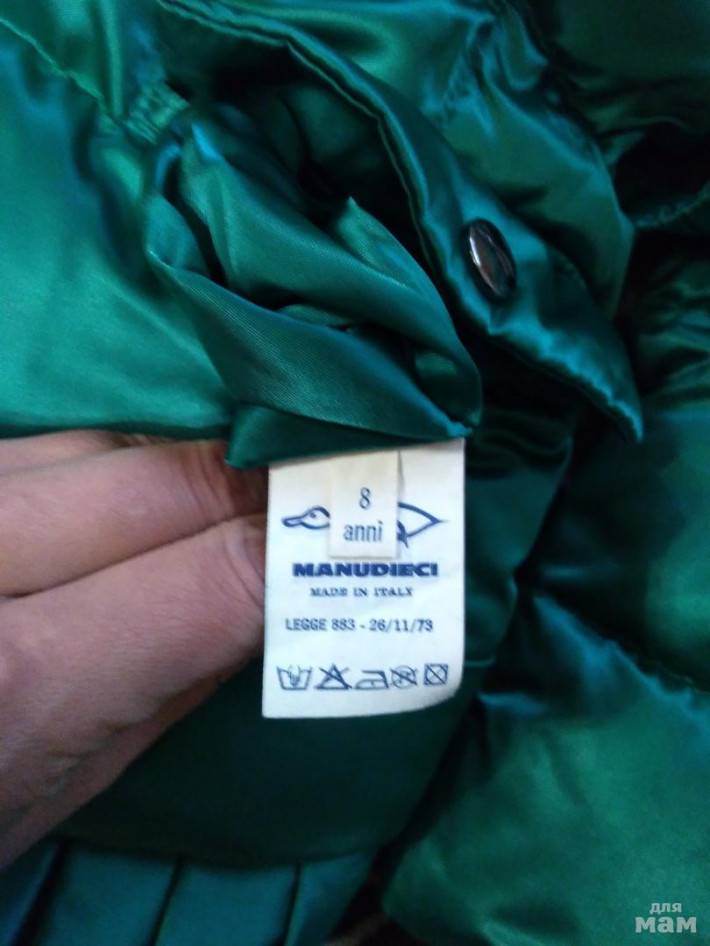 8
anni
MANUDIECI
MADE IN ITALY
LEGGE 883 - 26/11/73
для
мам